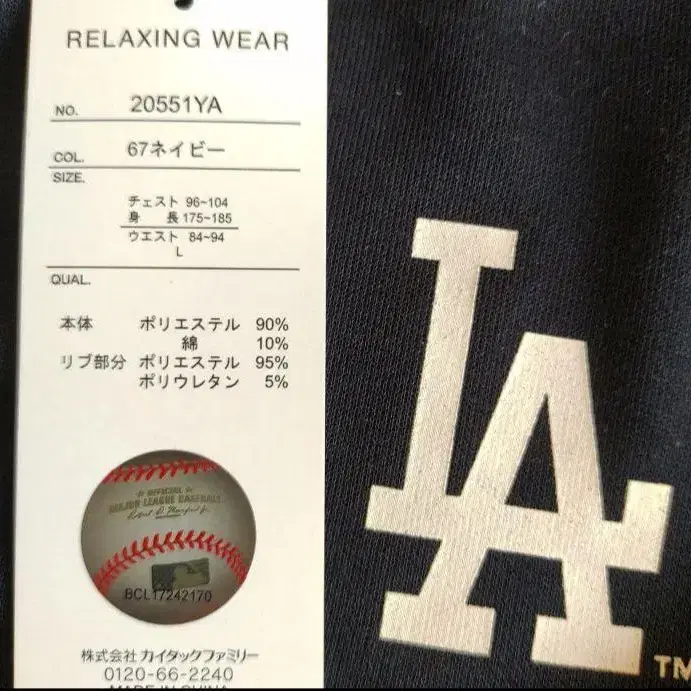 RELAXING WEAR
NO. 20551YA
COL. 67ネイビー
SIZE.
チェスト 96~104
身 長 175~185
ウエスト 84~94
L
QUAL.
本体 ポリエステル 90%
綿 10%
リブ部分 ポリエステル 95%
ポリウレタン 5%
OFFICIAL
MAJOR LEAGUE BASEBALL
BCL17242170
株式会社 カイタックファミリー
0120-66-2240
MADE IN CHINA
LA
TM